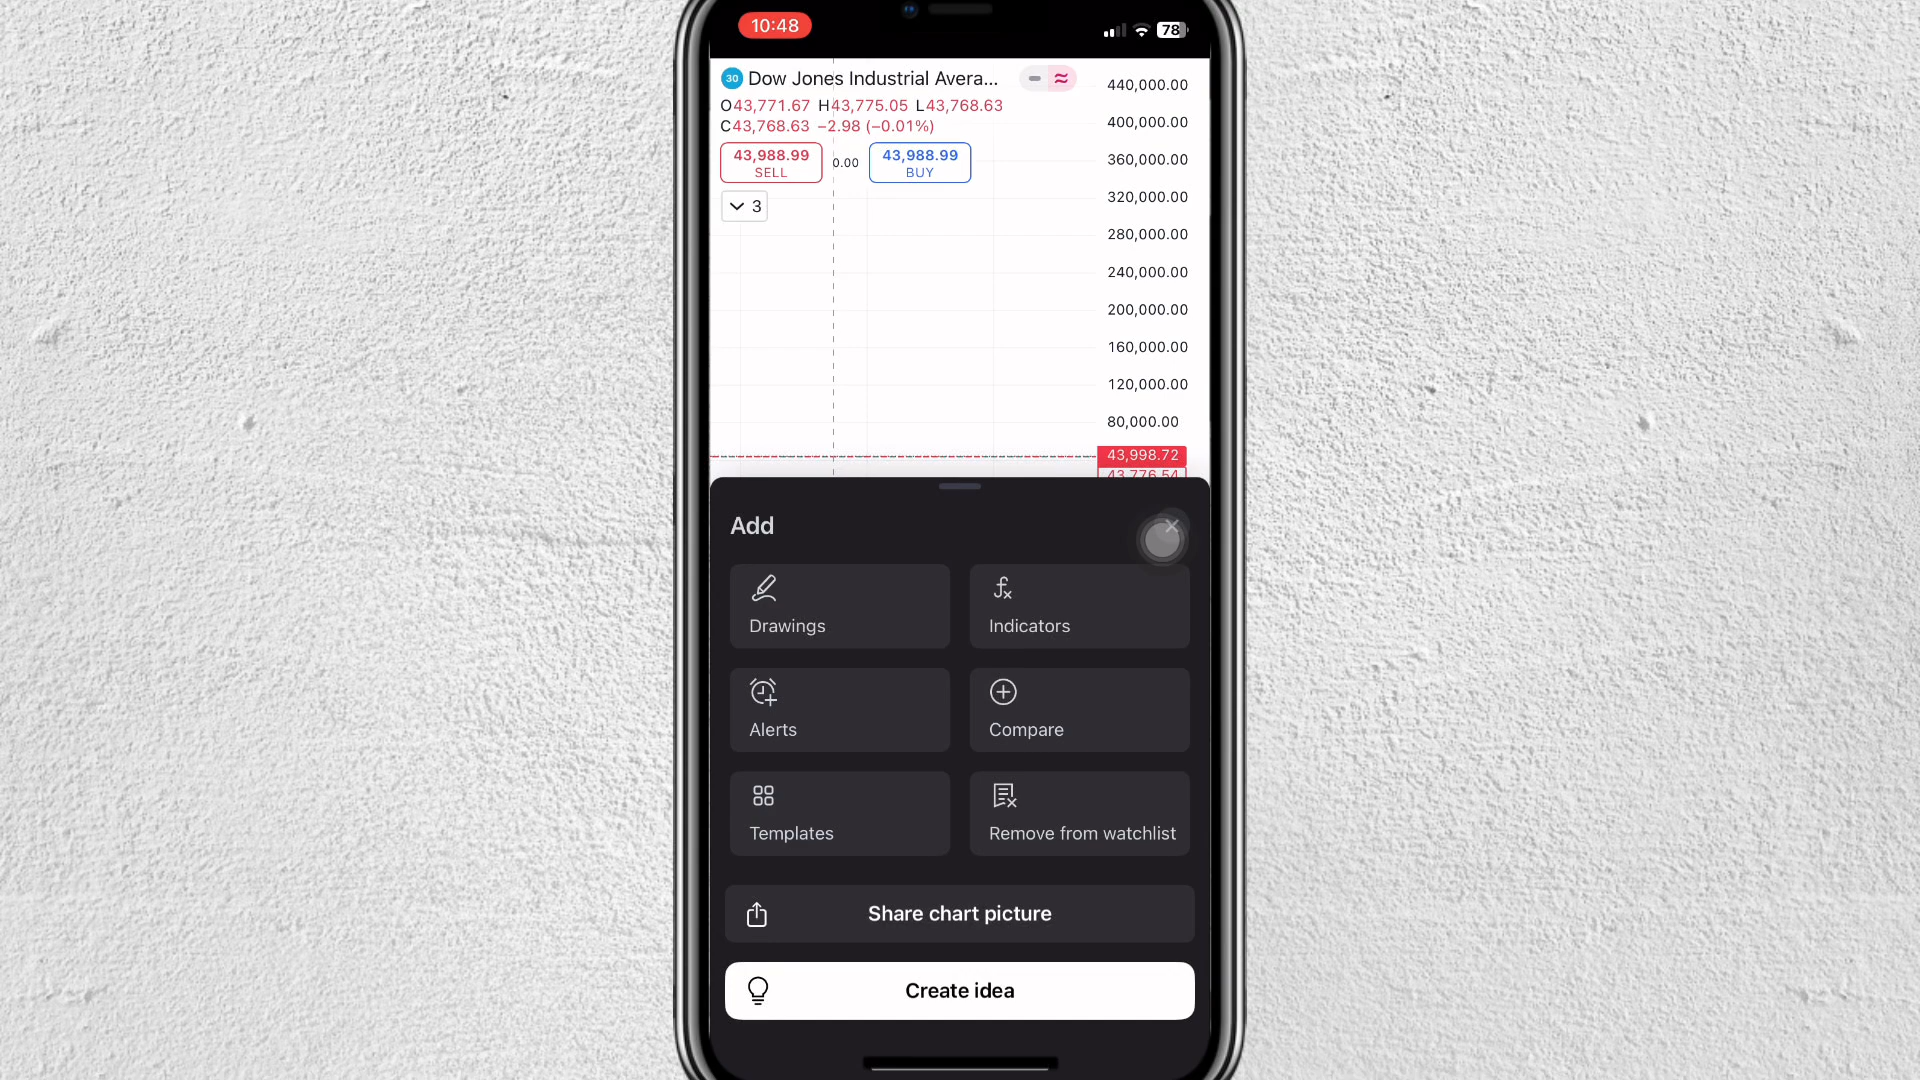 10:48
78
30 Dow Jones Industrial Avera...
O43,771.67 H43,775.05 L43,768.63
C43,768.63 −2.98 (−0.01%)
43,988.99
SELL
0.00
43,988.99
BUY
3
440,000.00
400,000.00
360,000.00
320,000.00
280,000.00
240,000.00
200,000.00
160,000.00
120,000.00
80,000.00
43,998.72
43,776.54
Add
Drawings
Indicators
Alerts
Compare
Templates
Remove from watchlist
Share chart picture
Create idea